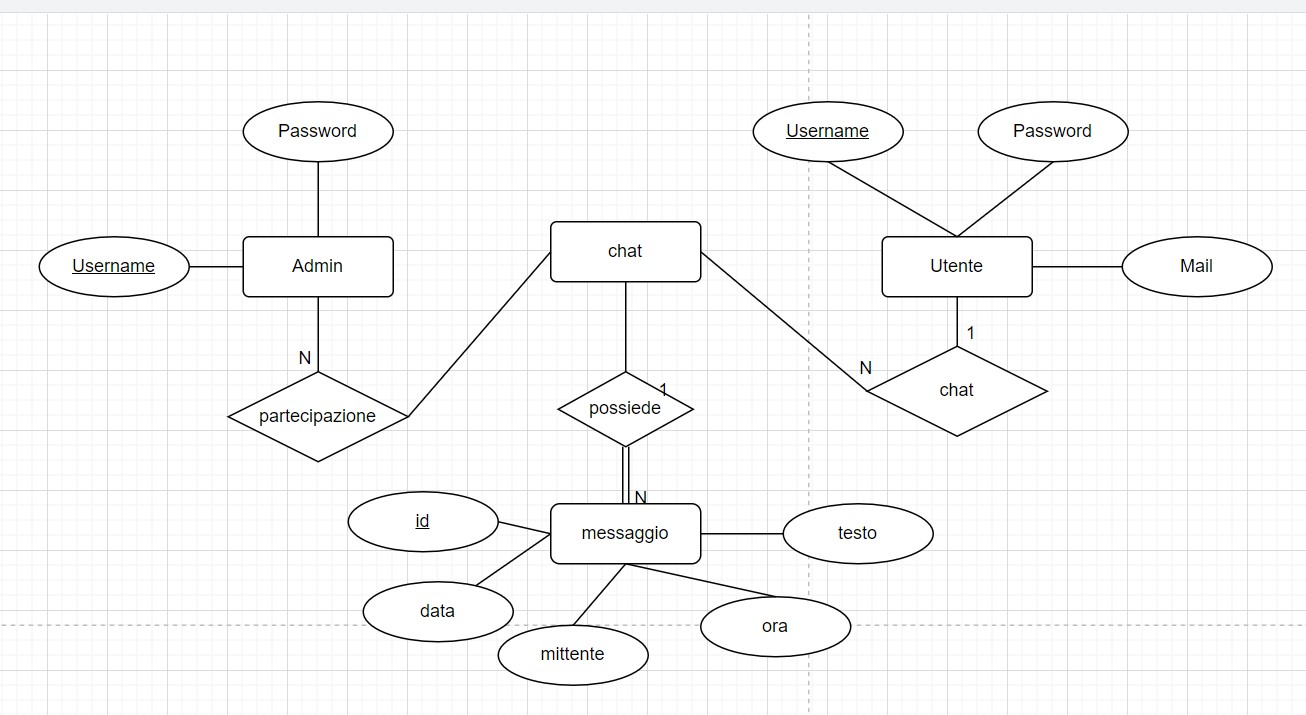 Password
Username
Password
Username
Admin
chat
Utente
Mail
1
N
N
partecipazione
1
possiede
chat
N
id
messaggio
testo
data
mittente
ora